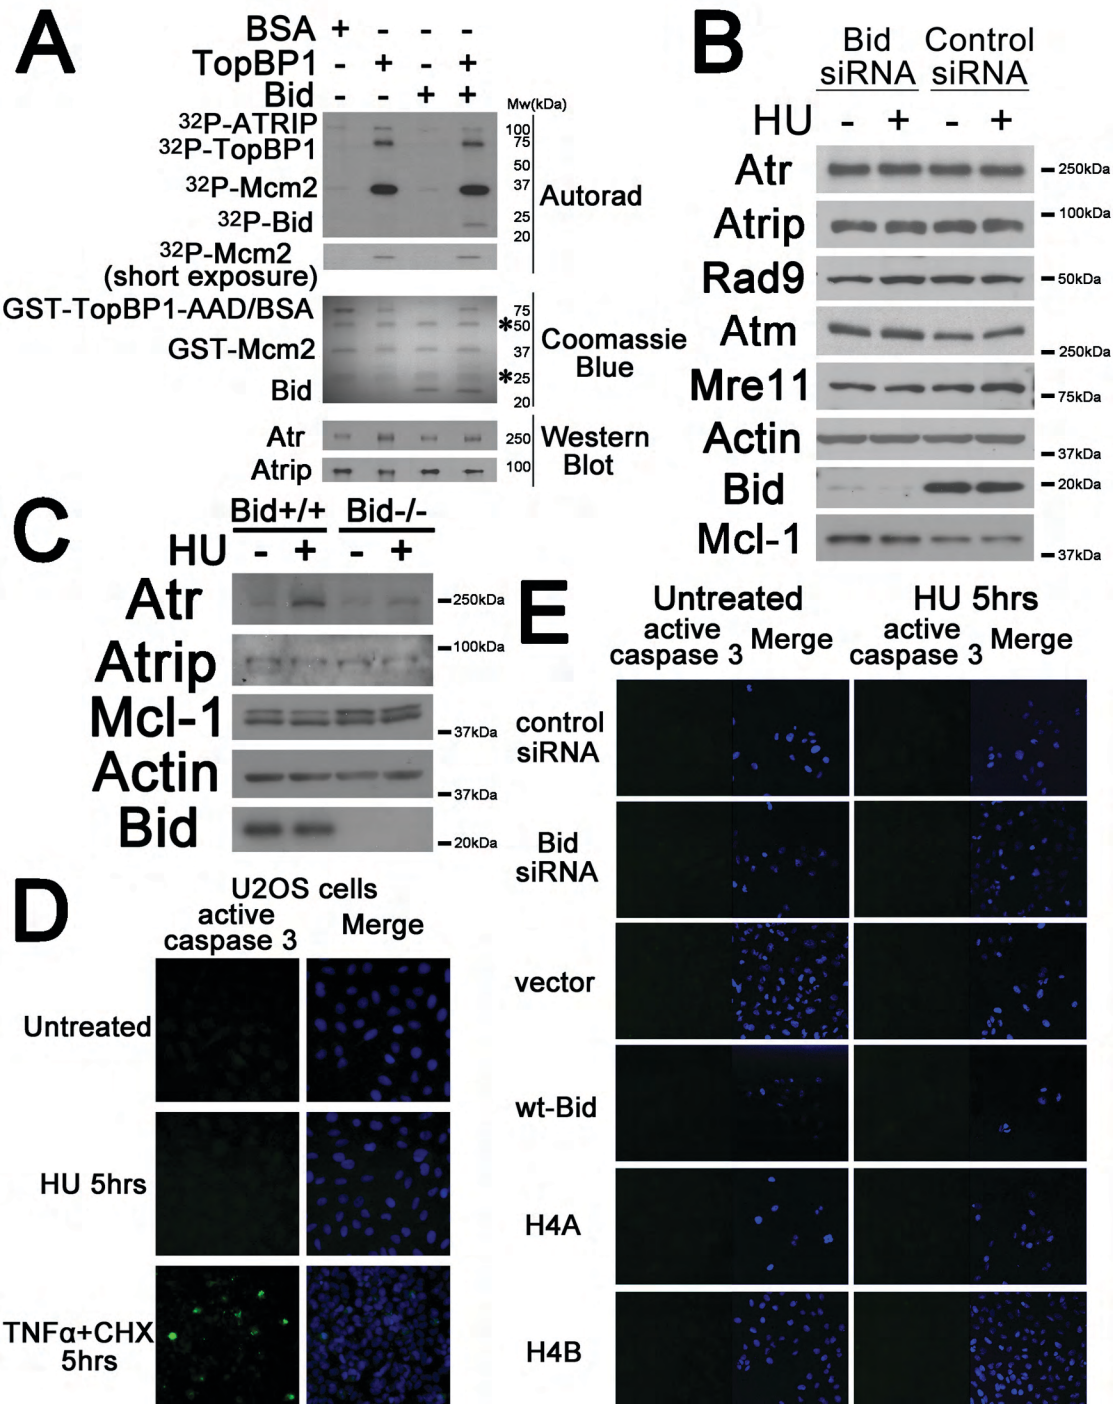 A
BSA + - - -
TopBP1 - + - +
Bid - - + +
Mw(kDa)
32P-ATRIP
32P-TopBP1
32P-Mcm2
32P-Bid
100
75
50
37
25
20
Autorad
32P-Mcm2
(short exposure)
GST-TopBP1-AAD/BSA
GST-Mcm2
Bid
75
*50
37
*25
20
Coomassie
Blue
Atr 250
Atrip 100
Western
Blot
B
Bid
siRNA
Control
siRNA
HU - + - +
Atr 250kDa
Atrip 100kDa
Rad9 50kDa
Atm 250kDa
Mre11 75kDa
Actin 37kDa
Bid 20kDa
Mcl-1 37kDa
C
Bid+/+ Bid-/-
HU - + - +
Atr 250kDa
Atrip 100kDa
Mcl-1 37kDa
Actin 37kDa
Bid 20kDa
D
U2OS cells
active
caspase 3
Merge
Untreated
HU 5hrs
TNFα+CHX
5hrs
E
Untreated HU 5hrs
active
caspase 3
Merge
active
caspase 3
Merge
control
siRNA
Bid
siRNA
vector
wt-Bid
H4A
H4B